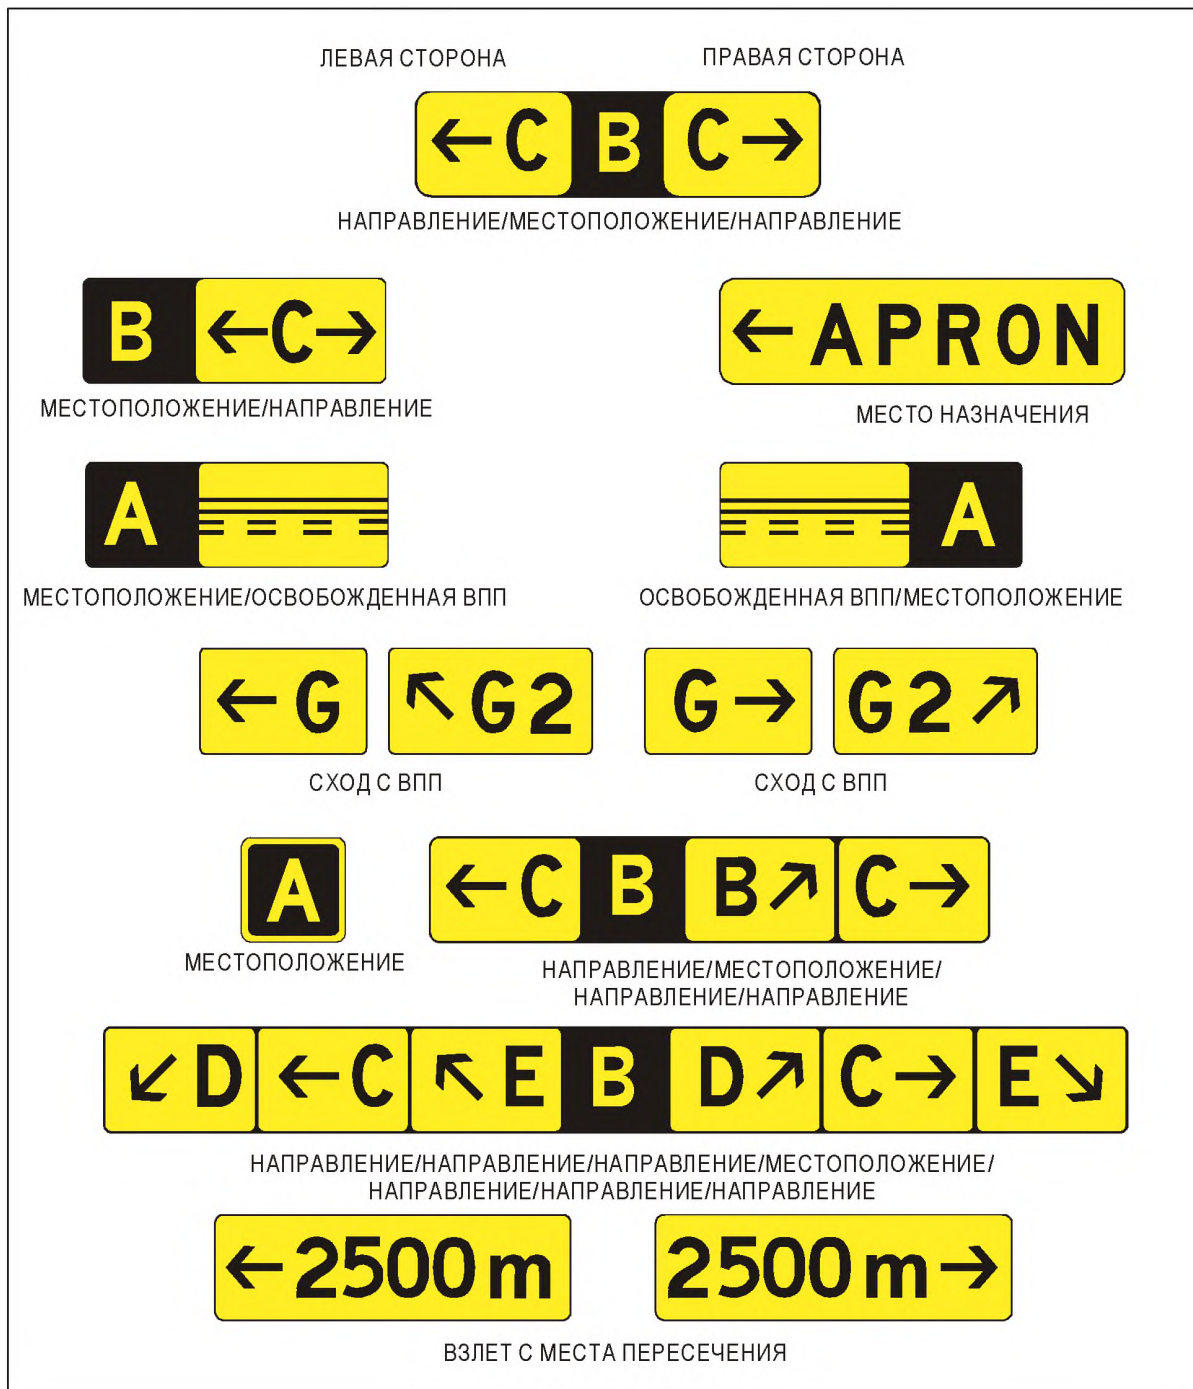 ЛЕВАЯ СТОРОНА ПРАВАЯ СТОРОНА
←C B C→
НАПРАВЛЕНИЕ/МЕСТОПОЛОЖЕНИЕ/НАПРАВЛЕНИЕ
B ←C→
←APRON
МЕСТОПОЛОЖЕНИЕ/НАПРАВЛЕНИЕ
МЕСТО НАЗНАЧЕНИЯ
A
A
МЕСТОПОЛОЖЕНИЕ/ОСВОБОЖДЕННАЯ ВПП
ОСВОБОЖДЕННАЯ ВПП/МЕСТОПОЛОЖЕНИЕ
←G ↖G2
G→ G2↗
СХОД С ВПП
СХОД С ВПП
A
←C B B↗ C→
МЕСТОПОЛОЖЕНИЕ
НАПРАВЛЕНИЕ/МЕСТОПОЛОЖЕНИЕ/
НАПРАВЛЕНИЕ/НАПРАВЛЕНИЕ
↙D ←C ↖E B D↗ C→ E↘
НАПРАВЛЕНИЕ/НАПРАВЛЕНИЕ/НАПРАВЛЕНИЕ/МЕСТОПОЛОЖЕНИЕ/
НАПРАВЛЕНИЕ/НАПРАВЛЕНИЕ/НАПРАВЛЕНИЕ
←2500m
2500m→
ВЗЛЕТ С МЕСТА ПЕРЕСЕЧЕНИЯ